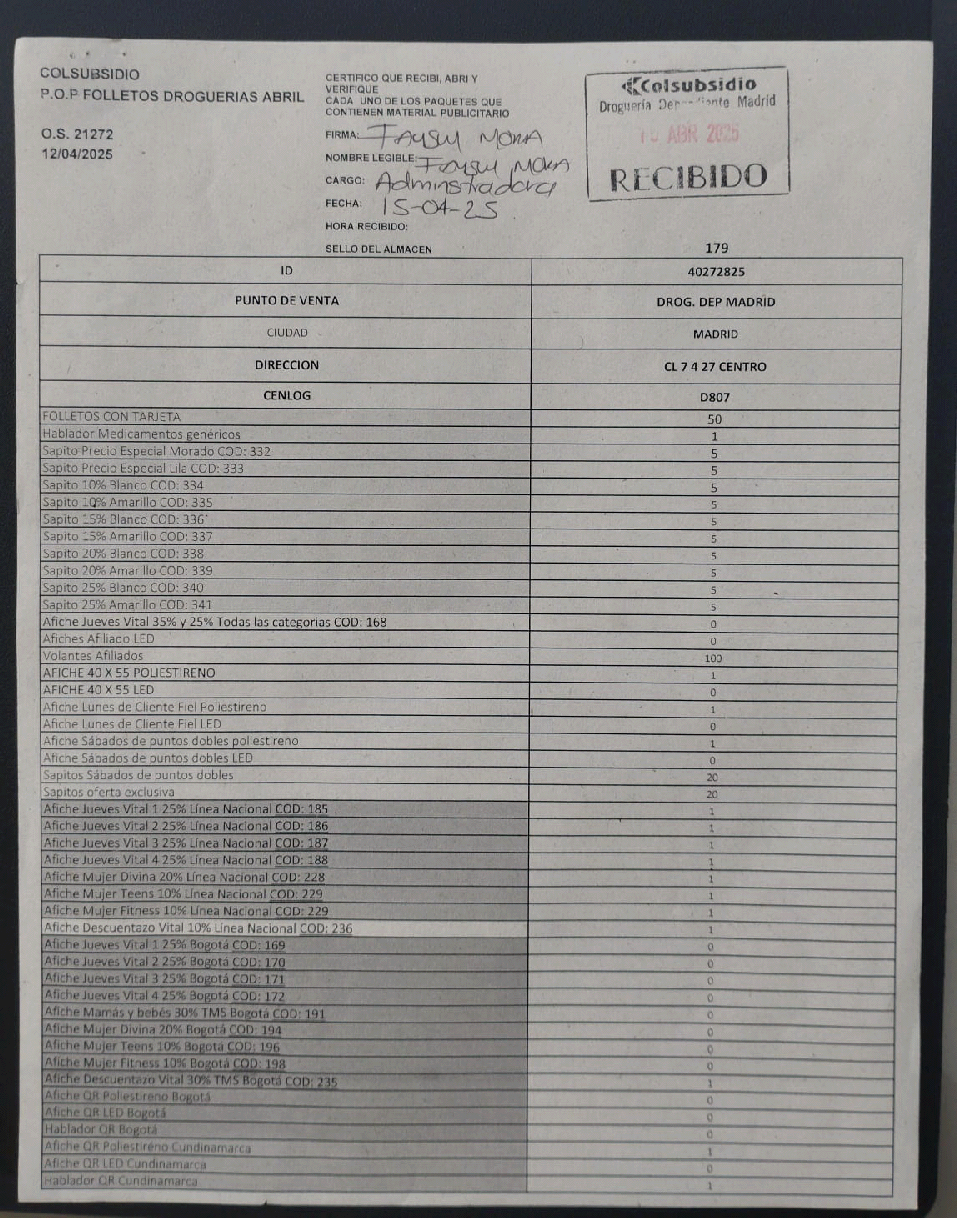 COLSUBSIDIO
P.O.P FOLLETOS DROGUERIAS ABRIL
O.S. 21272
12/04/2025
CERTIFICO QUE RECIBI, ABRI Y
VERIFIQUE
CADA UNO DE LOS PAQUETES QUE
CONTIENEN MATERIAL PUBLICITARIO
FIRMA: Faysuy Mora
NOMBRE LEGIBLE: Faysuy Mora
CARGO: Adminstradora
FECHA: 15-04-25
HORA RECIBIDO:
SELLO DEL ALMACEN
Colsubsidio
Droguería Madrid
ABR 2025
RECIBIDO
179
ID 40272825
PUNTO DE VENTA DROG. DEP MADRID
CIUDAD MADRID
DIRECCION CL 7 4 27 CENTRO
CENLOG D807
FOLLETOS CON TARJETA 50
Hablador Medicamentos genéricos 1
Sapito Precio Especial Morado COD: 332 5
Sapito Precio Especial Lila COD: 333 5
Sapito 10% Blanco COD: 334 5
Sapito 10% Amarillo COD: 335 5
Sapito 15% Blanco COD: 336 5
Sapito 15% Amarillo COD: 337 5
Sapito 20% Blanco COD: 338 5
Sapito 20% Amarillo COD: 339 5
Sapito 25% Blanco COD: 340 5
Sapito 25% Amarillo COD: 341 5
Afiche Jueves Vital 35% y 25% Todas las categorias COD: 168 0
Afiches Afiliado LED 0
Volantes Afiliados 100
AFICHE 40 X 55 POLIESTIRENO 1
AFICHE 40 X 55 LED 0
Afiche Lunes de Cliente Fiel Poliestireno 1
Afiche Lunes de Cliente Fiel LED 0
Afiche Sábados de puntos dobles poliestireno 1
Afiche Sábados de puntos dobles LED 0
Sapitos Sábados de puntos dobles 20
Sapitos oferta exclusiva 20
Afiche Jueves Vital 1 25% Línea Nacional COD: 185 1
Afiche Jueves Vital 2 25% Línea Nacional COD: 186 1
Afiche Jueves Vital 3 25% Línea Nacional COD: 187 1
Afiche Jueves Vital 4 25% Línea Nacional COD: 188 1
Afiche Mujer Divina 20% Línea Nacional COD: 228 1
Afiche Mujer Teens 10% Línea Nacional COD: 229 1
Afiche Mujer Fitness 10% Línea Nacional COD: 229 1
Afiche Descuentazo Vital 10% Línea Nacional COD: 236 1
Afiche Jueves Vital 1 25% Bogotá COD: 169 0
Afiche Jueves Vital 2 25% Bogotá COD: 170 0
Afiche Jueves Vital 3 25% Bogotá COD: 171 0
Afiche Jueves Vital 4 25% Bogotá COD: 172 0
Afiche Mamás y bebés 30% TMS Bogotá COD: 191 0
Afiche Mujer Divina 20% Bogotá COD: 194 0
Afiche Mujer Teens 10% Bogotá COD: 196 0
Afiche Mujer Fitness 10% Bogotá COD: 198 0
Afiche Descuentazo Vital 30% TMS Bogotá COD: 235 1
Afiche QR Poliestireno Bogotá 0
Afiche QR LED Bogotá 0
Hablador QR Bogotá 0
Afiche QR Poliestireno Cundinamarca 1
Afiche QR LED Cundinamarca 0
Hablador QR Cundinamarca 1